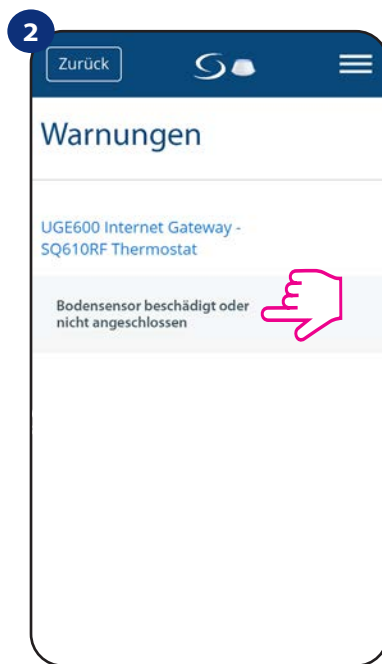 2
Zurück
Warnungen
UGE600 Internet Gateway -
SQ610RF Thermostat
Bodensensor beschädigt oder
nicht angeschlossen